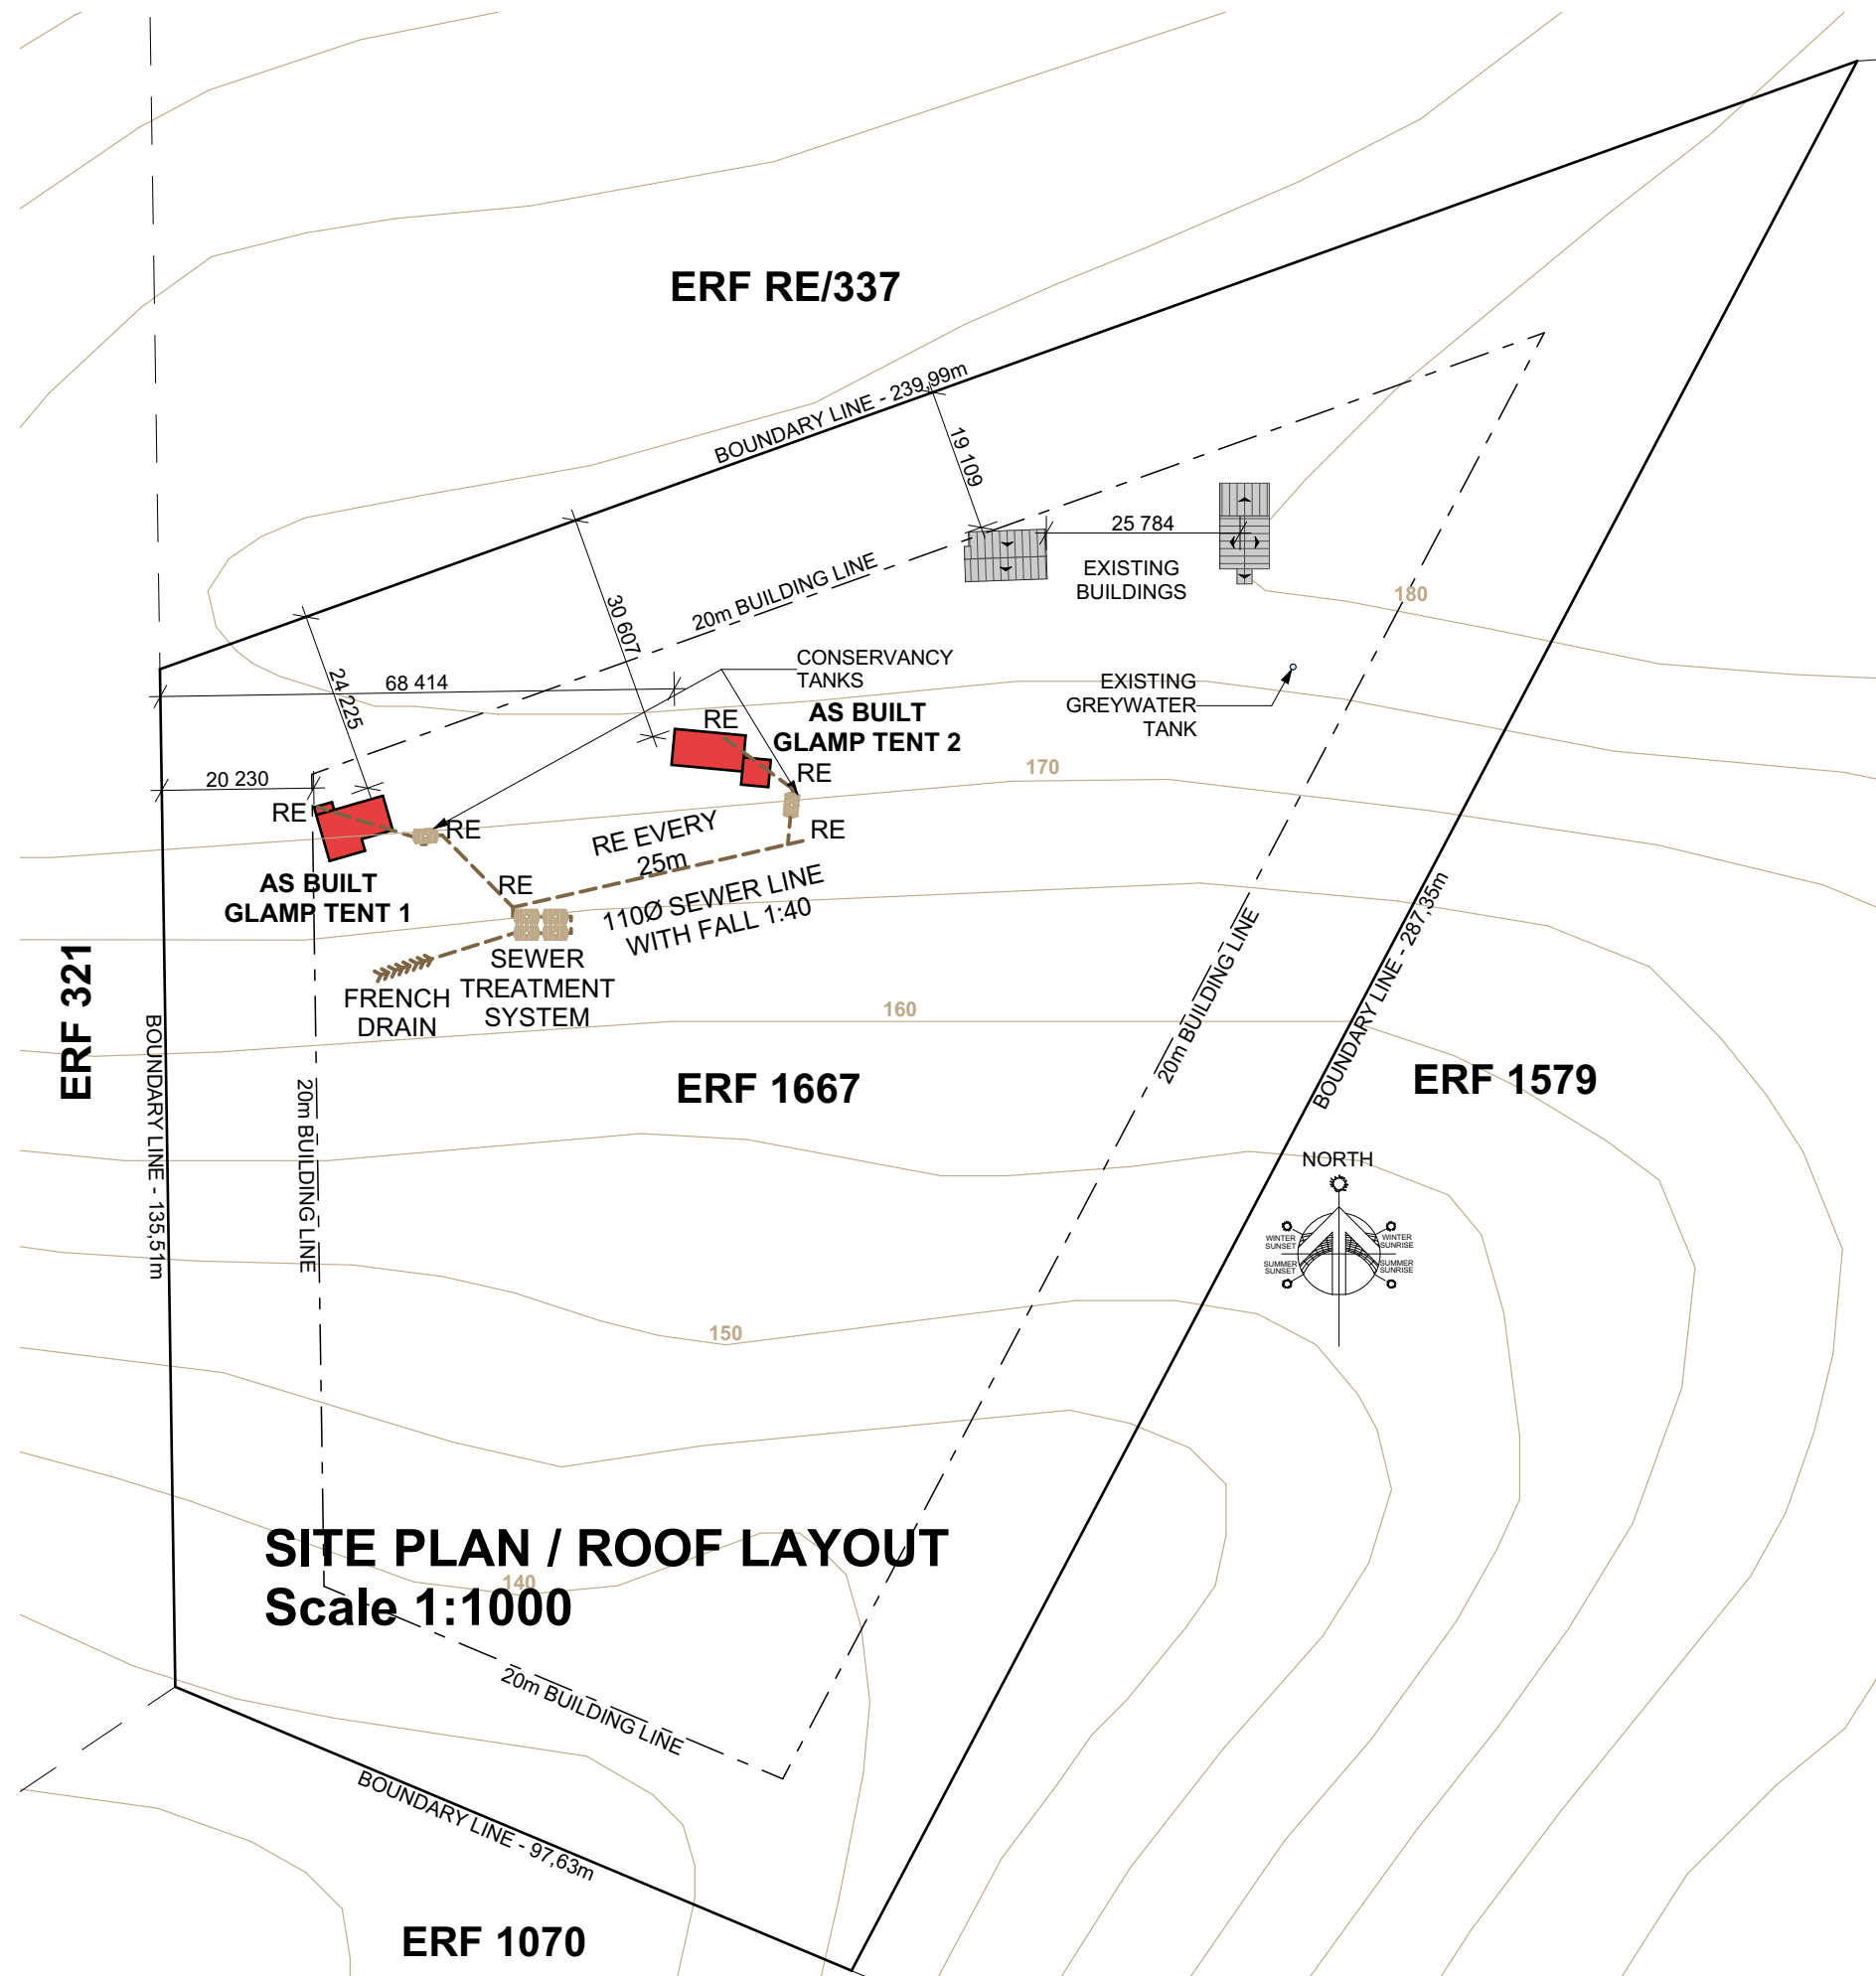 ERF RE/337
BOUNDARY LINE - 239,99m
19 109
25 784
EXISTING
BUILDINGS
20m BUILDING LINE
30 607
180
24 225
68 414
CONSERVANCY
TANKS
EXISTING
GREYWATER
TANK
RE
AS BUILT
GLAMP TENT 2
170
20 230
RE
RE
RE
RE
RE EVERY
25m
AS BUILT
GLAMP TENT 1
RE
110Ø SEWER LINE
WITH FALL 1:40
BOUNDARY LINE - 287,35m
20m BUILDING LINE
ERF 321
SEWER
TREATMENT
SYSTEM
FRENCH
DRAIN
160
BOUNDARY LINE - 135,51m
20m BUILDING LINE
ERF 1667
ERF 1579
NORTH
WINTER
SUNSET
WINTER
SUNRISE
SUMMER
SUNSET
SUMMER
SUNRISE
150
SITE PLAN / ROOF LAYOUT
140
Scale 1:1000
20m BUILDING LINE
BOUNDARY LINE - 97,63m
ERF 1070